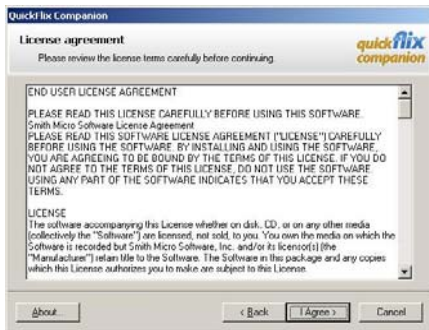 QuickFlix Companion
License agreement
Please review the license terms carefully before continuing.
quickflix
companion
END USER LICENSE AGREEMENT
PLEASE READ THIS LICENSE CAREFULLY BEFORE USING THIS SOFTWARE.
Smith Micro Software License Agreement
PLEASE READ THIS SOFTWARE LICENSE AGREEMENT ("LICENSE") CAREFULLY
BEFORE USING THE SOFTWARE. BY INSTALLING AND USING THE SOFTWARE,
YOU ARE AGREEING TO BE BOUND BY THE TERMS OF THIS LICENSE. IF YOU DO
NOT AGREE TO THE TERMS OF THIS LICENSE, DO NOT USE THE SOFTWARE.
USING ANY PART OF THE SOFTWARE INDICATES THAT YOU ACCEPT THESE
TERMS.
LICENSE
The software accompanying this License whether on disk, CD, or on any other media
(collectively the "Software") are licensed, not sold, to you. You own the media on which the
Software is recorded but Smith Micro Software, Inc. and/or its licensor(s) (the
"Manufacturer") retain title to the Software. The Software in this package and any copies
which this License authorizes you to make are subject to this License.
About...
< Back
I Agree >
Cancel